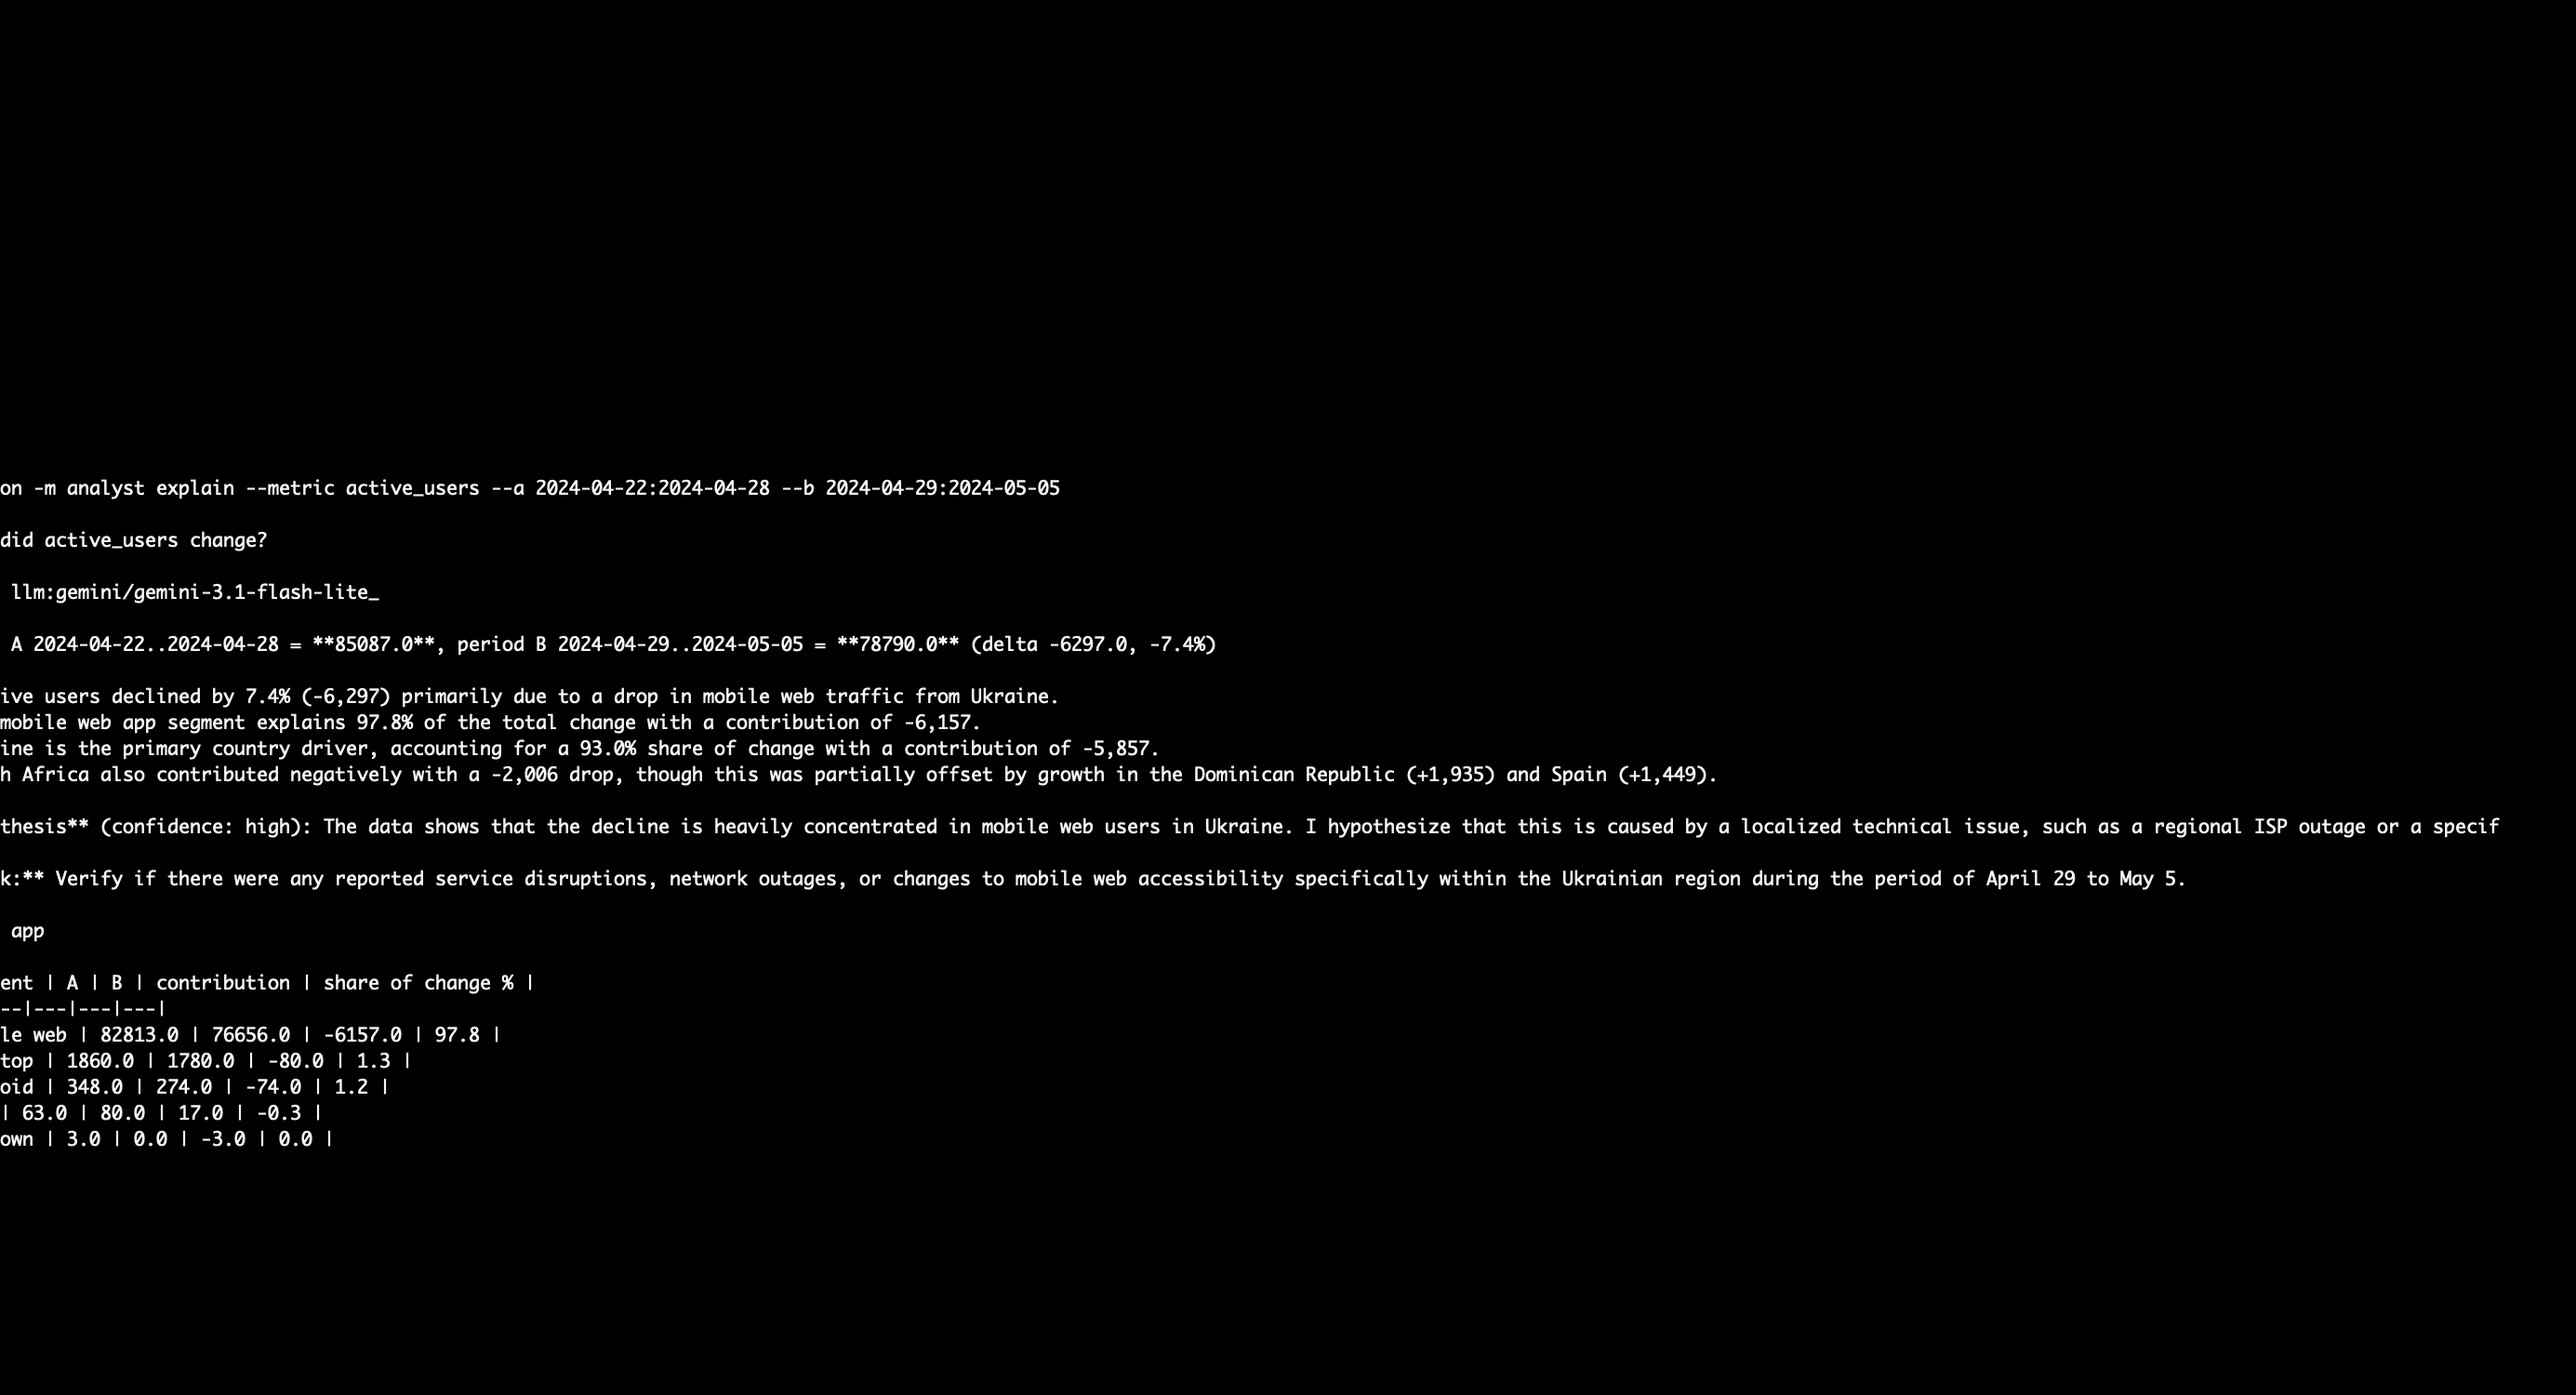 on -m analyst explain --metric active_users --a 2024-04-22:2024-04-28 --b 2024-04-29:2024-05-05
did active_users change?
llm:gemini/gemini-3.1-flash-lite_
A 2024-04-22..2024-04-28 = **85087.0**, period B 2024-04-29..2024-05-05 = **78790.0** (delta -6297.0, -7.4%)
ive users declined by 7.4% (-6,297) primarily due to a drop in mobile web traffic from Ukraine.
mobile web app segment explains 97.8% of the total change with a contribution of -6,157.
ine is the primary country driver, accounting for a 93.0% share of change with a contribution of -5,857.
h Africa also contributed negatively with a -2,006 drop, though this was partially offset by growth in the Dominican Republic (+1,935) and Spain (+1,449).
thesis** (confidence: high): The data shows that the decline is heavily concentrated in mobile web users in Ukraine. I hypothesize that this is caused by a localized technical issue, such as a regional ISP outage or a specif
k:** Verify if there were any reported service disruptions, network outages, or changes to mobile web accessibility specifically within the Ukrainian region during the period of April 29 to May 5.
app
ent | A | B | contribution | share of change % |
--|---|---|---|
le web | 82813.0 | 76656.0 | -6157.0 | 97.8 |
top | 1860.0 | 1780.0 | -80.0 | 1.3 |
oid | 348.0 | 274.0 | -74.0 | 1.2 |
| 63.0 | 80.0 | 17.0 | -0.3 |
own | 3.0 | 0.0 | -3.0 | 0.0 |